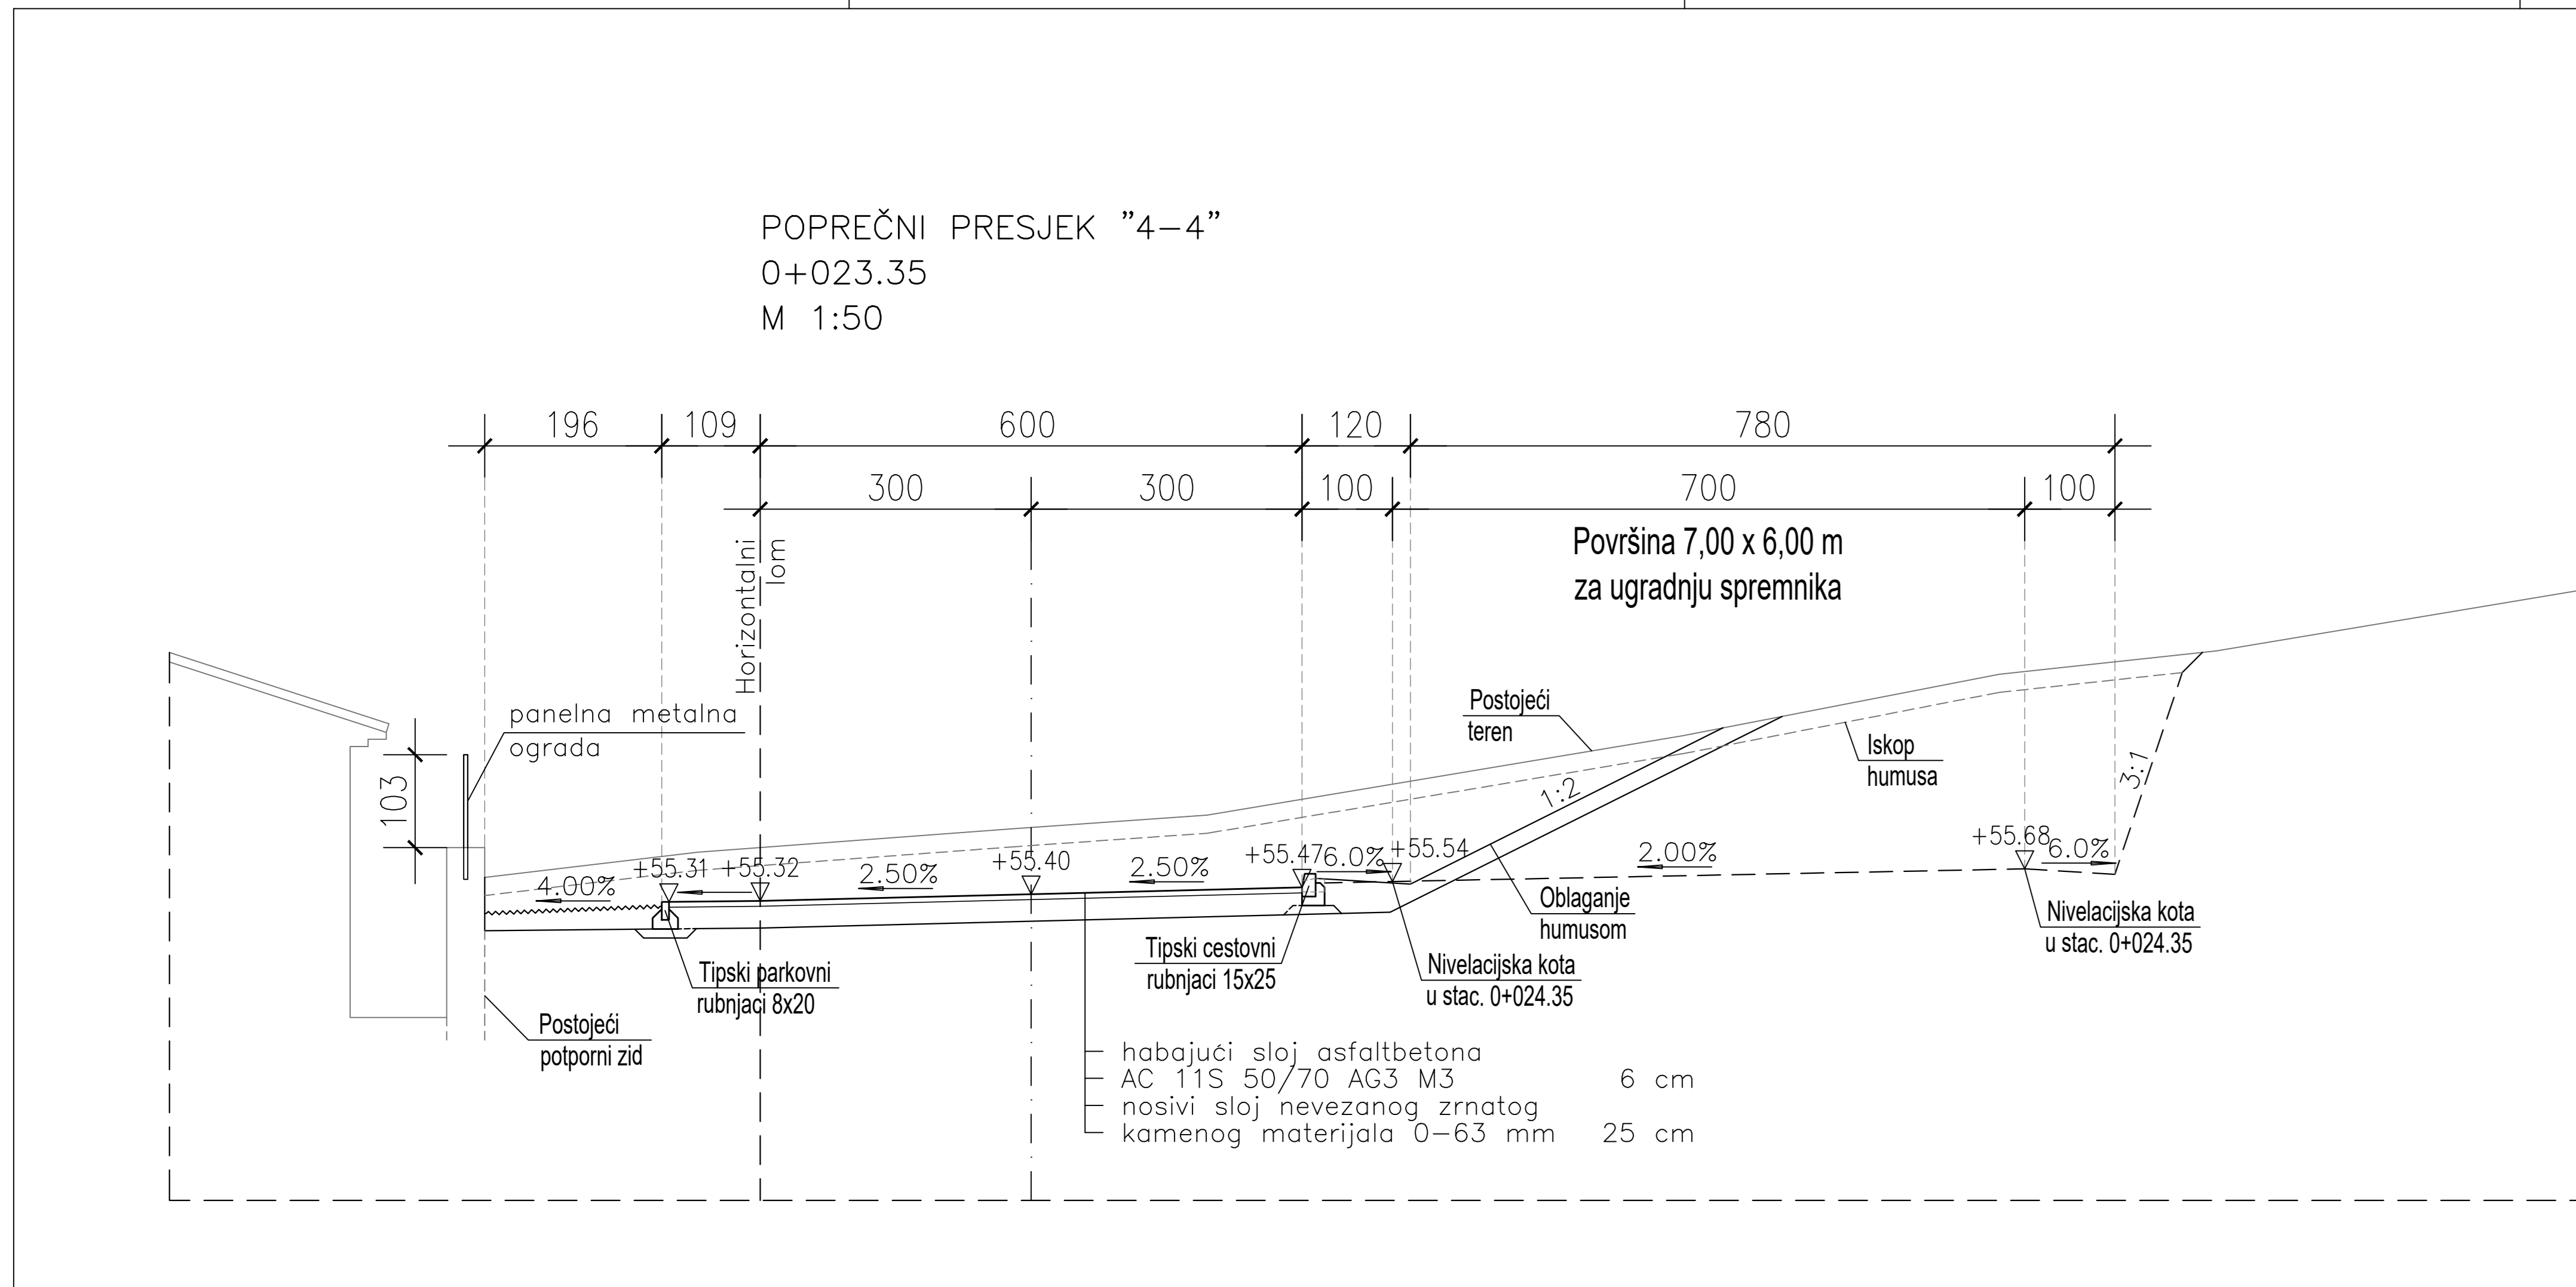 POPREČNI PRESJEK ”4–4”
0+023.35
M 1:50
196 109 600 120 780
300 300 100 700 100
Površina 7,00 x 6,00 m
za ugradnju spremnika
Horizontalni
lom
panelna metalna
ograda
103
Postojeći
teren
Iskop
humusa
1:2
3:1
+55.31 +55.32 +55.40 +55.47 +55.54 +55.68
4.00% 2.50% 2.50% 6.0% 2.00% 6.0%
Oblaganje
humusom
Nivelacijska kota
u stac. 0+024.35
Tipski cestovni
rubnjaci 15x25
Nivelacijska kota
u stac. 0+024.35
Tipski parkovni
rubnjaci 8x20
Postojeći
potporni zid
habajući sloj asfaltbetona
AC 11S 50/70 AG3 M3 6 cm
nosivi sloj nevezanog zrnatog
kamenog materijala 0–63 mm 25 cm